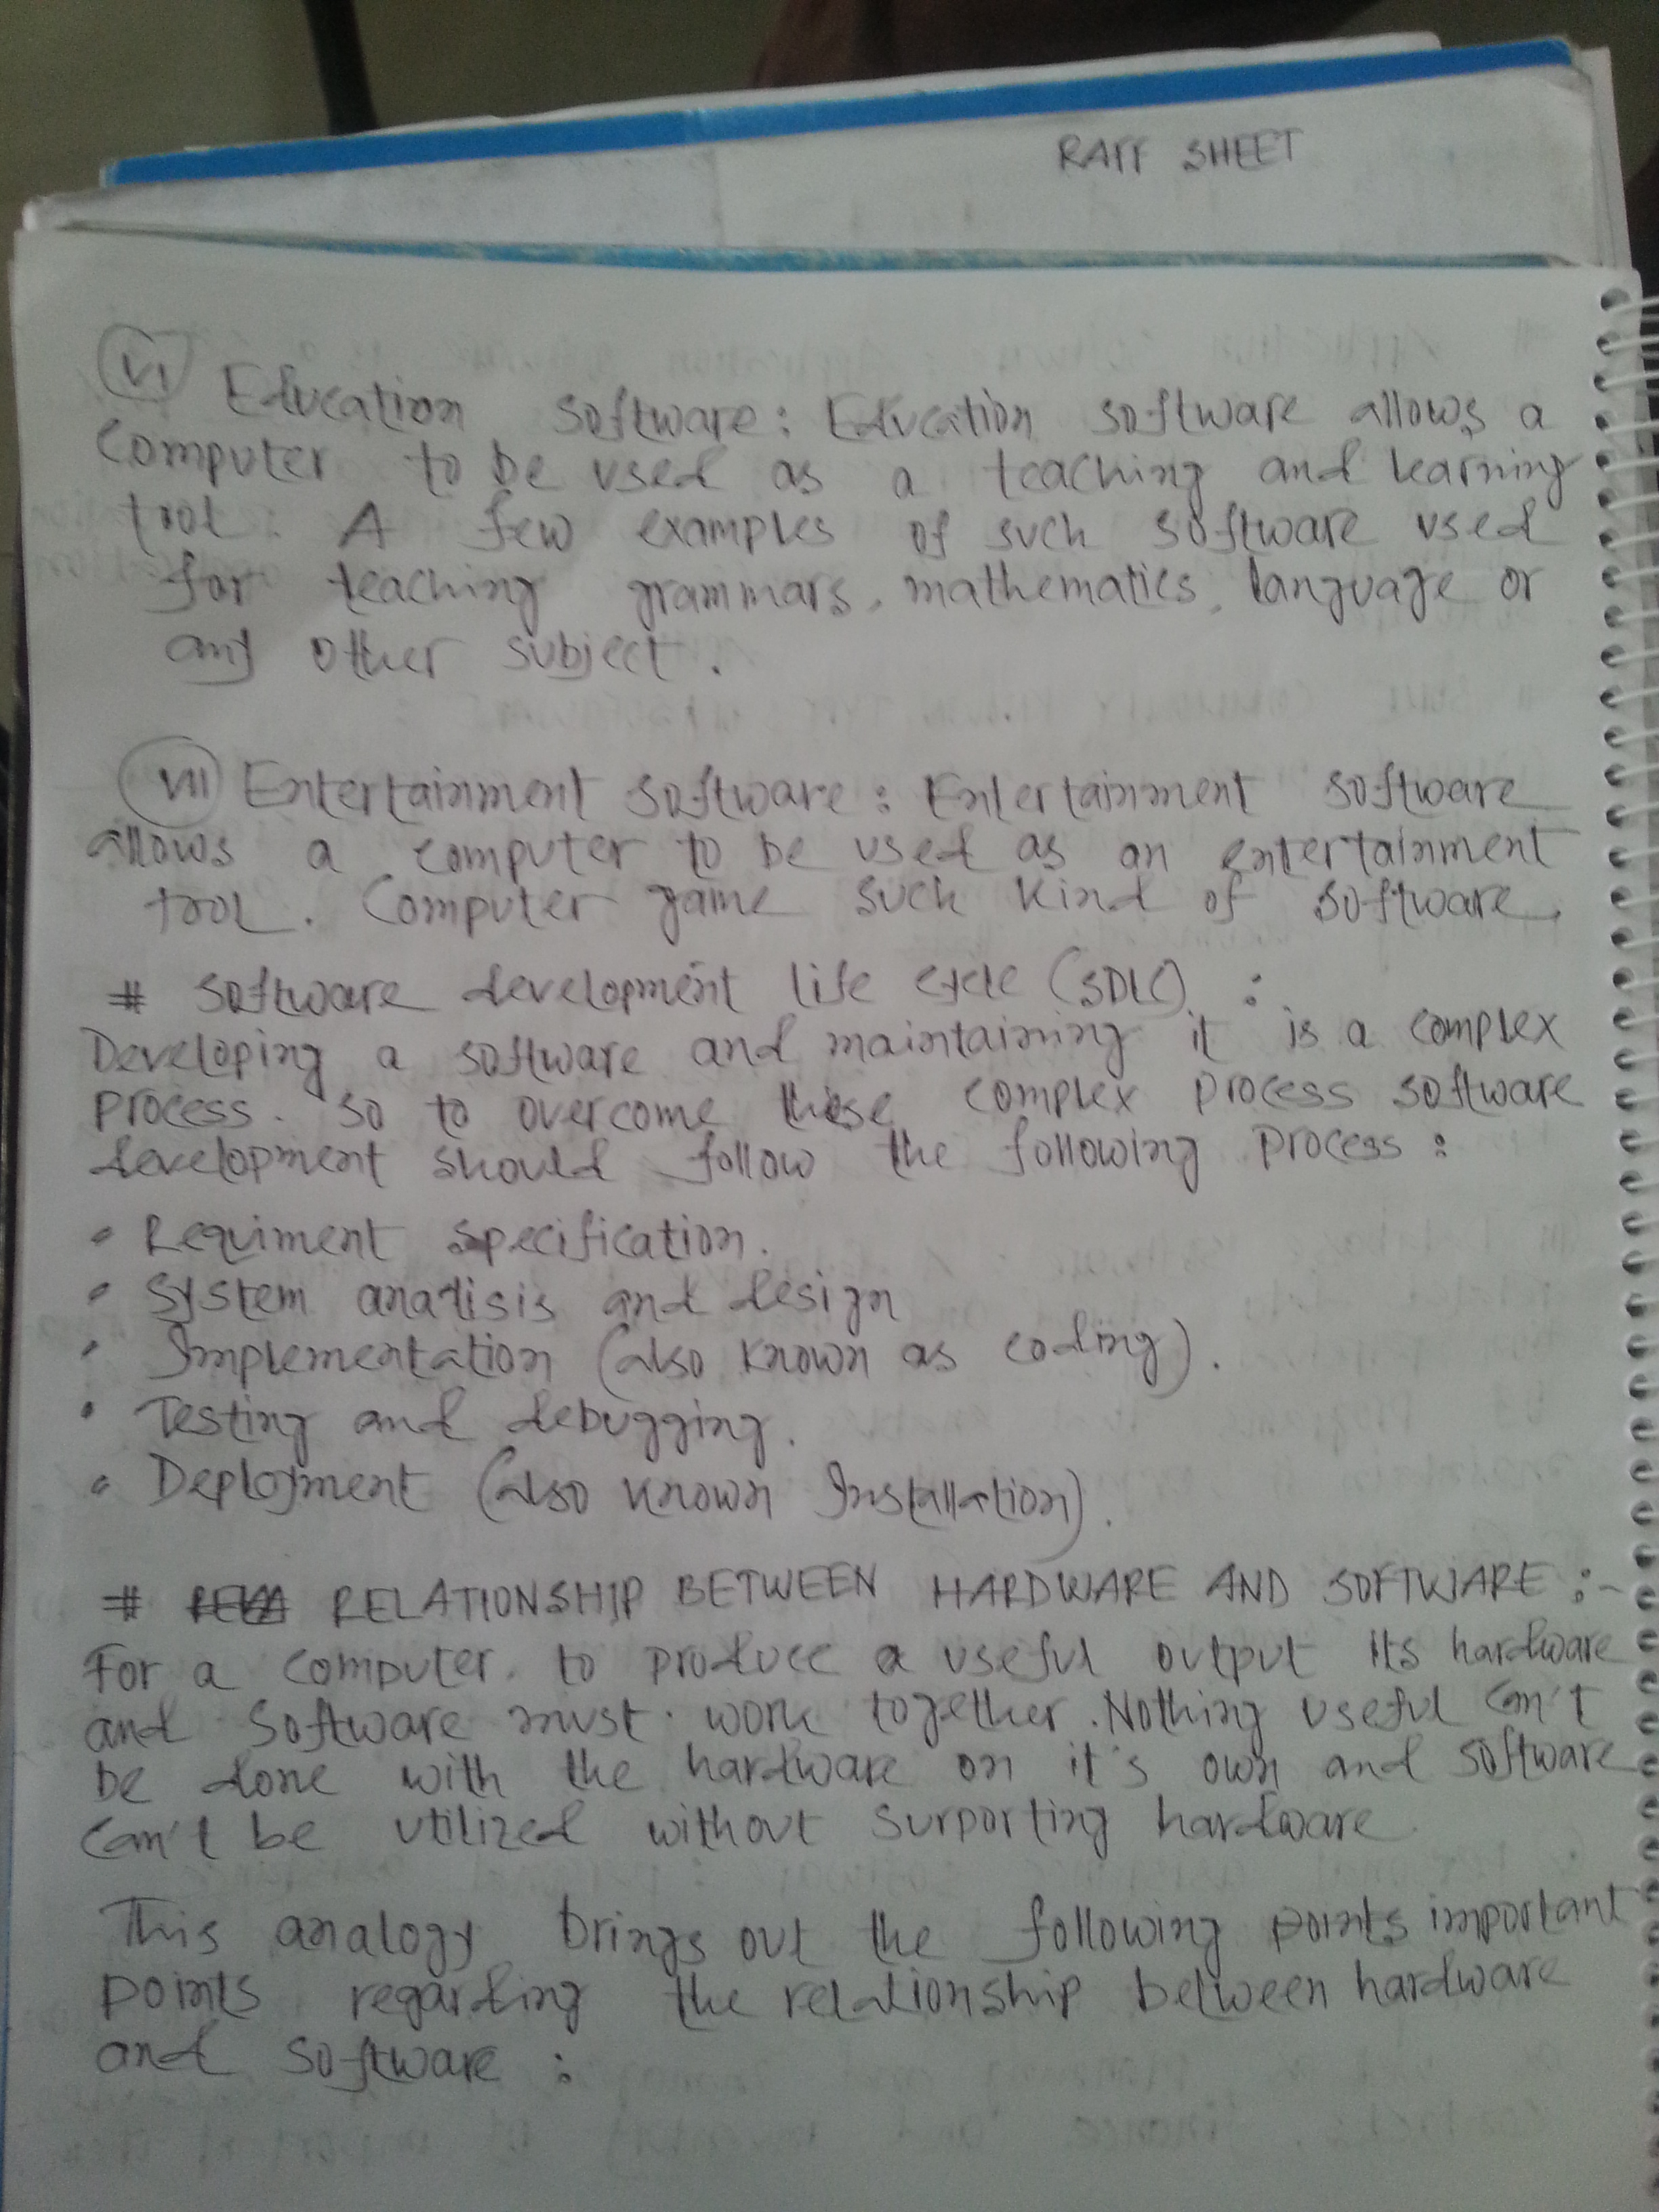 RAFF SHEET
VI Education software : Education software allows a
computer to be used as a teaching and learning
tool. A few examples of such software used
for teaching grammars, mathematics, language or
any other subject.
VII Entertainment software : Entertainment software
allows a computer to be used as an entertainment
tool. Computer game such kind of software.
# Software development life cycle (SDLC) :
Developing a software and maintaining it is a complex
process. So to overcome these complex process software
development should follow the following process :
• Requiment specification.
• System analisis and design
• Implementation (also known as coding).
• Testing and debugging.
• Deployment (also known Installation).
# RELATIONSHIP BETWEEN HARDWARE AND SOFTWARE :-
For a computer to produce a useful output its hardware
and software must work together. Nothing useful can't
be done with the hardware on it's own and software
can't be utilized without surporting hardware.
This analogy brings out the following points important
points regarding the relationship between hardware
and software :